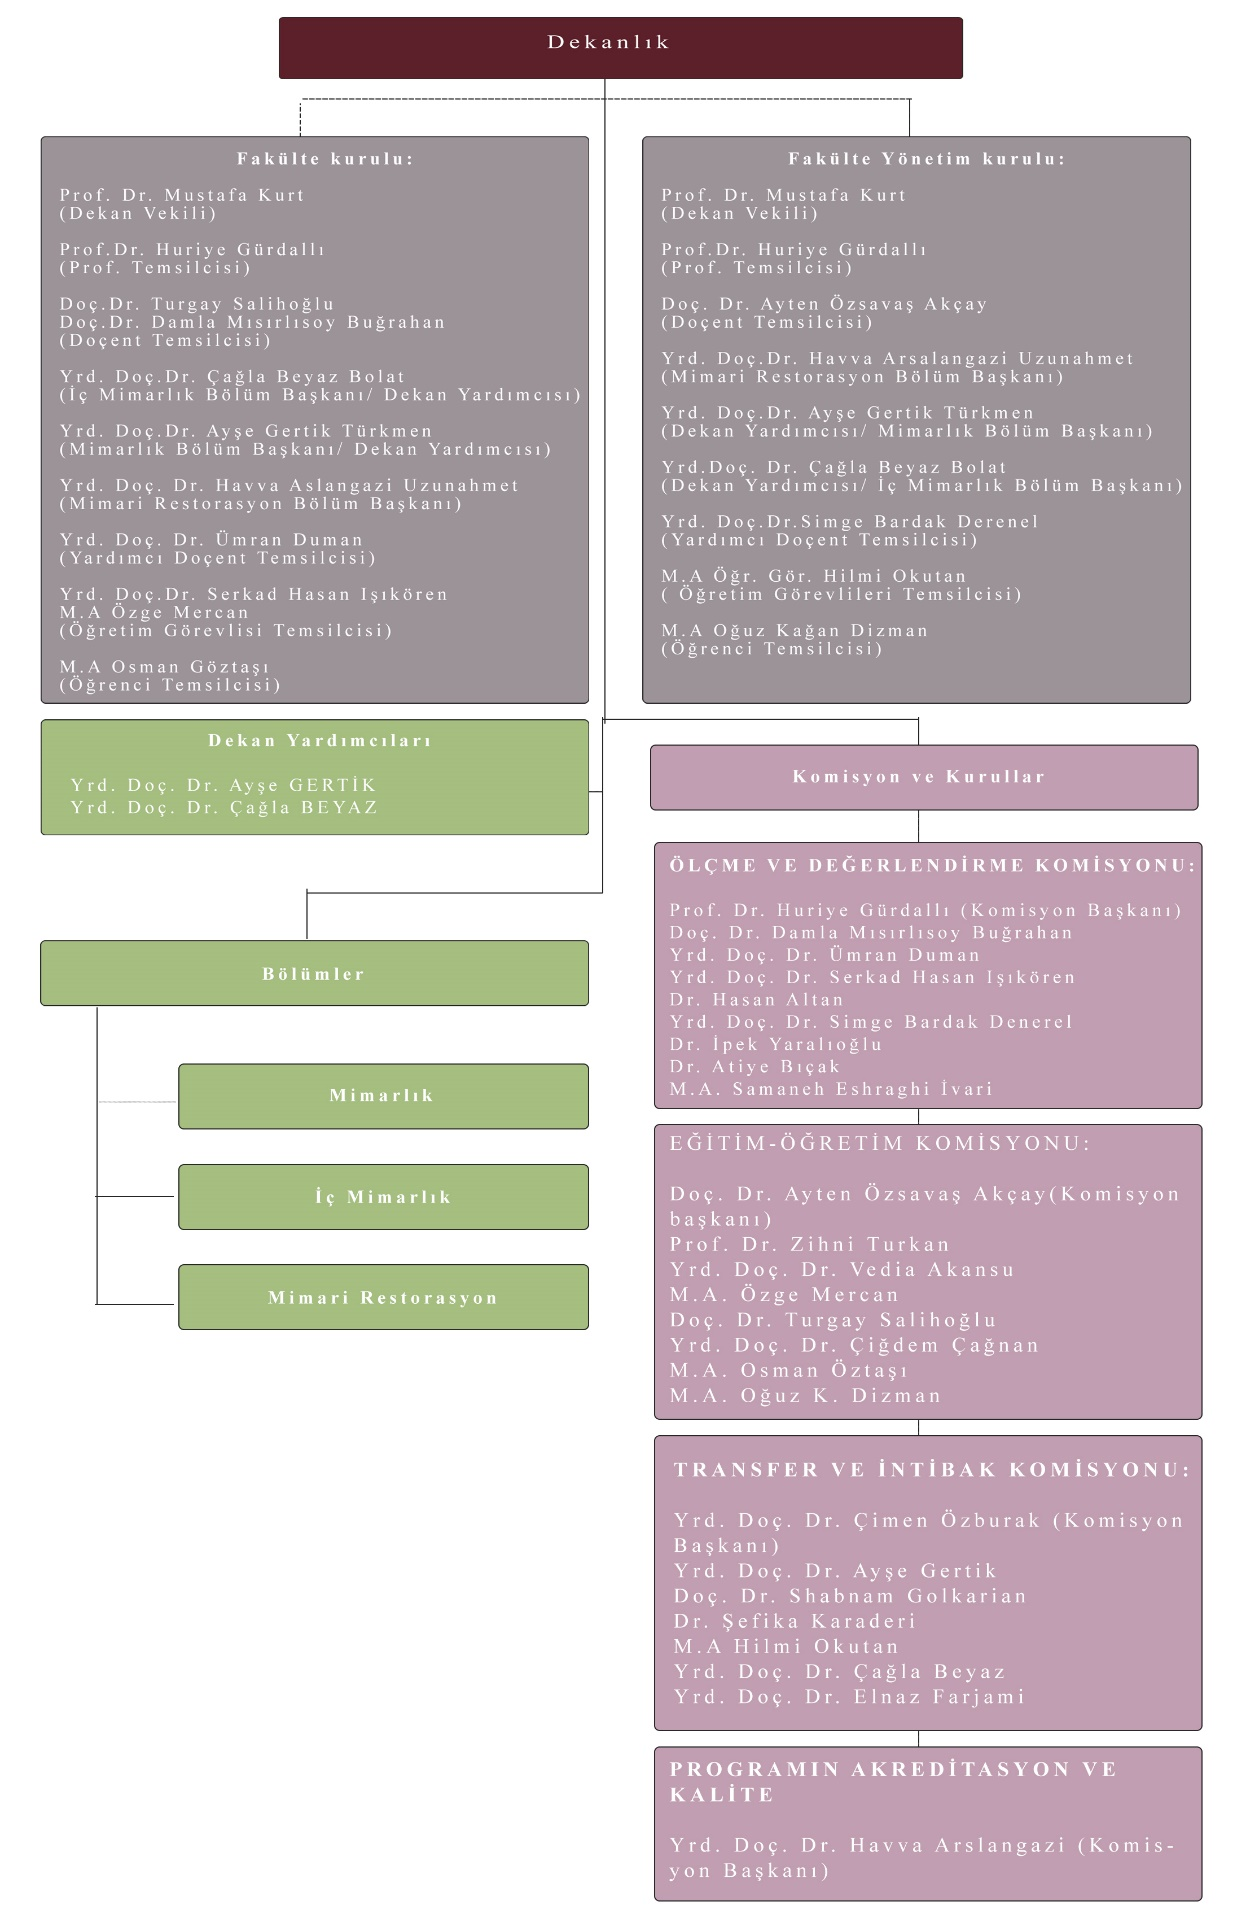 Dekanlık
Fakülte kurulu:
Prof. Dr. Mustafa Kurt
(Dekan Vekili)
Prof.Dr. Huriye Gürdallı
(Prof. Temsilcisi)
Doç.Dr. Turgay Salihoğlu
Doç.Dr. Damla Mısırlısoy Buğrahan
(Doçent Temsilcisi)
Yrd. Doç.Dr. Çağla Beyaz Bolat
(İç Mimarlık Bölüm Başkanı/ Dekan Yardımcısı)
Yrd. Doç.Dr. Ayşe Gertik Türkmen
(Mimarlık Bölüm Başkanı/ Dekan Yardımcısı)
Yrd. Doç. Dr. Havva Aslangazi Uzunahmet
(Mimari Restorasyon Bölüm Başkanı)
Yrd. Doç. Dr. Ümran Duman
(Yardımcı Doçent Temsilcisi)
Yrd. Doç.Dr. Serkad Hasan Işıkören
M.A Özge Mercan
(Öğretim Görevlisi Temsilcisi)
M.A Osman Göztaşı
(Öğrenci Temsilcisi)
Fakülte Yönetim kurulu:
Prof. Dr. Mustafa Kurt
(Dekan Vekili)
Prof.Dr. Huriye Gürdallı
(Prof. Temsilcisi)
Doç. Dr. Ayten Özsavaş Akçay
(Doçent Temsilcisi)
Yrd. Doç.Dr. Havva Arsalangazi Uzunahmet
(Mimari Restorasyon Bölüm Başkanı)
Yrd. Doç.Dr. Ayşe Gertik Türkmen
(Dekan Yardımcısı/ Mimarlık Bölüm Başkanı)
Yrd.Doç. Dr. Çağla Beyaz Bolat
(Dekan Yardımcısı/ İç Mimarlık Bölüm Başkanı)
Yrd. Doç.Dr.Simge Bardak Derenel
(Yardımcı Doçent Temsilcisi)
M.A Öğr. Gör. Hilmi Okutan
( Öğretim Görevlileri Temsilcisi)
M.A Oğuz Kağan Dizman
(Öğrenci Temsilcisi)
Dekan Yardımcıları
Yrd. Doç. Dr. Ayşe GERTİK
Yrd. Doç. Dr. Çağla BEYAZ
Bölümler
Mimarlık
İç Mimarlık
Mimari Restorasyon
Komisyon ve Kurullar
ÖLÇME VE DEĞERLENDİRME KOMİSYONU:
Prof. Dr. Huriye Gürdallı (Komisyon Başkanı)
Doç. Dr. Damla Mısırlısoy Buğrahan
Yrd. Doç. Dr. Ümran Duman
Yrd. Doç. Dr. Serkad Hasan Işıkören
Dr. Hasan Altan
Yrd. Doç. Dr. Simge Bardak Denerel
Dr. İpek Yaralıoğlu
Dr. Atiye Bıçak
M.A. Samaneh Eshraghi İvari
EĞİTİM-ÖĞRETİM KOMİSYONU:
Doç. Dr. Ayten Özsavaş Akçay(Komisyon
başkanı)
Prof. Dr. Zihni Turkan
Yrd. Doç. Dr. Vedia Akansu
M.A. Özge Mercan
Doç. Dr. Turgay Salihoğlu
Yrd. Doç. Dr. Çiğdem Çağnan
M.A. Osman Öztaşı
M.A. Oğuz K. Dizman
TRANSFER VE İNTİBAK KOMİSYONU:
Yrd. Doç. Dr. Çimen Özburak (Komisyon
Başkanı)
Yrd. Doç. Dr. Ayşe Gertik
Doç. Dr. Shabnam Golkarian
Dr. Şefika Karaderi
M.A Hilmi Okutan
Yrd. Doç. Dr. Çağla Beyaz
Yrd. Doç. Dr. Elnaz Farjami
PROGRAMIN AKREDİTASYON VE
KALİTE
Yrd. Doç. Dr. Havva Arslangazi (Komis-
yon Başkanı)